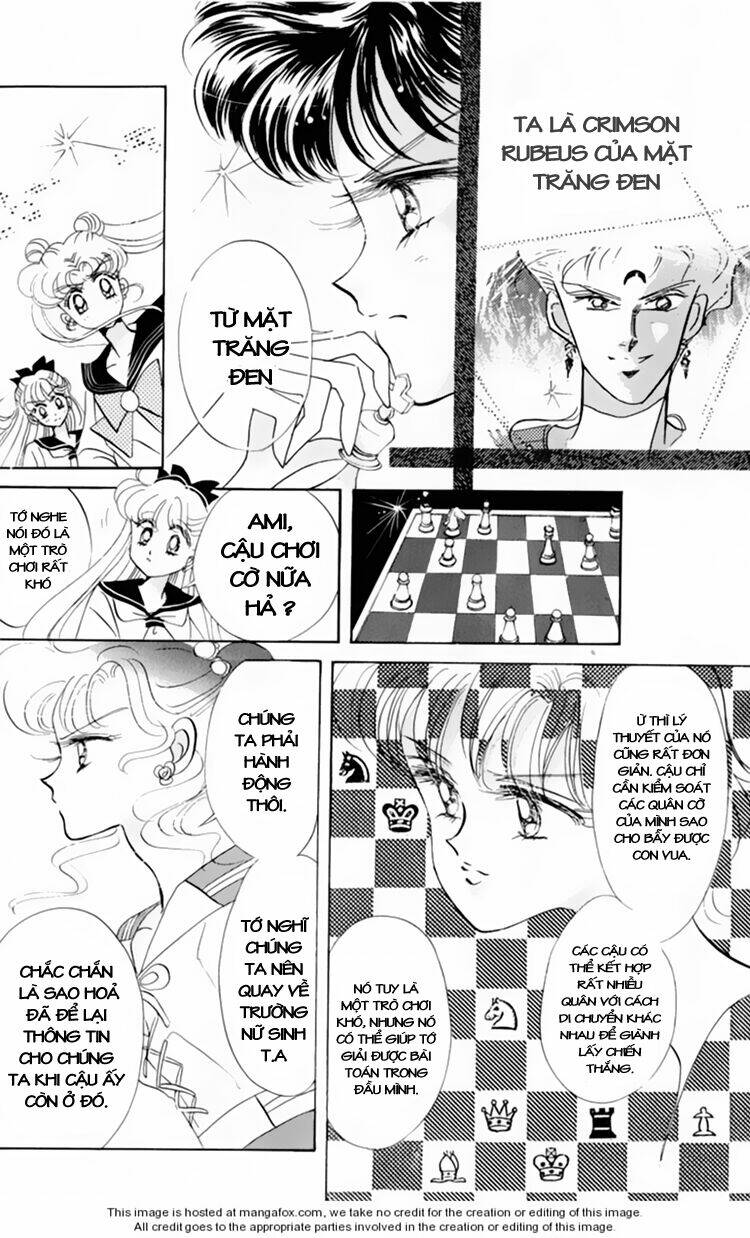 TA LÀ CRIMSON
RUBEUS CỦA MẶT
TRĂNG ĐEN
TỪ MẶT
TRĂNG
ĐEN
AMI,
CẬU CHƠI
CỜ NỮA
HẢ ?
TỚ NGHE
NÓI ĐÓ LÀ
MỘT TRÒ
CHƠI RẤT
KHÓ
Ừ THÌ LÝ
THUYẾT CỦA NÓ
CŨNG RẤT ĐƠN
GIẢN. CẬU CHỈ
CẦN KIỂM SOÁT
CÁC QUÂN CỜ
CỦA MÌNH SAO
CHO BẪY ĐƯỢC
CON VUA.
CÁC CẬU CÓ
THỂ KẾT HỢP
RẤT NHIỀU
QUÂN VỚI CÁCH
DI CHUYỂN KHÁC
NHAU ĐỂ GIÀNH
LẤY CHIẾN
THẮNG.
NÓ TUY LÀ
MỘT TRÒ CHƠI
KHÓ, NHƯNG NÓ
CÓ THỂ GIÚP TỚ
GIẢI ĐƯỢC BÀI
TOÁN TRONG
ĐẦU MÌNH.
CHÚNG
TA PHẢI
HÀNH
ĐỘNG
THÔI.
TỚ NGHĨ
CHÚNG
TA NÊN
QUAY VỀ
TRƯỜNG
NỮ SINH
T.A
CHẮC CHẮN
LÀ SAO HOẢ
ĐÃ ĐỂ LẠI
THÔNG TIN
CHO CHÚNG
TA KHI CẬU ẤY
CÒN Ở ĐÓ.
This image is hosted at mangafox.com, we take no credit for the creation or editing of this image.
All credit goes to the appropriate parties involved in the creation or editing of this image.